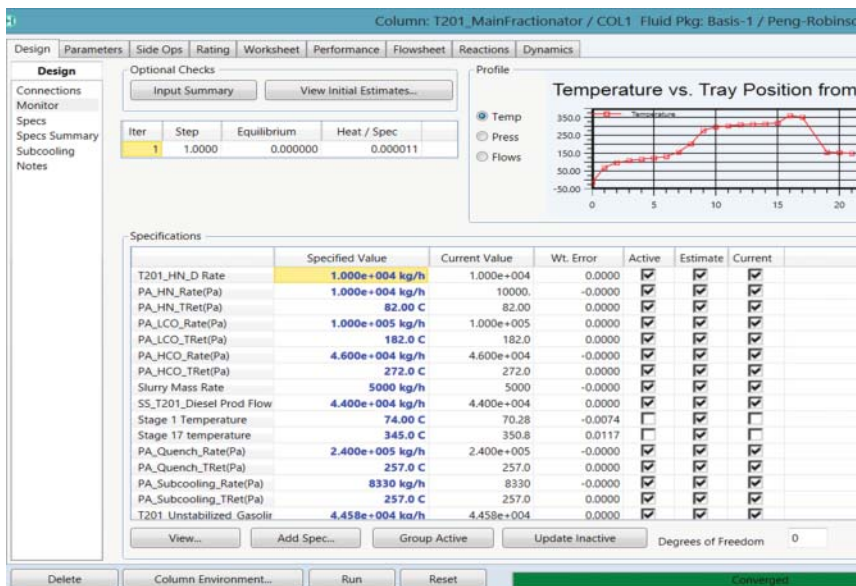 Column: T201_MainFractionator / COL1 Fluid Pkg: Basis-1 / Peng-Robinso
Design Parameters Side Ops Rating Worksheet Performance Flowsheet Reactions Dynamics
Design
Connections
Monitor
Specs
Specs Summary
Subcooling
Notes
Optional Checks
Input Summary View Initial Estimates...
Iter Step Equilibrium Heat / Spec
1 1.0000 0.000000 0.000011
Profile
Temp
Press
Flows
Temperature vs. Tray Position from
Temperature
350.0
250.0
150.0
50.00
-50.00
0 5 10 15 20
Specifications
Specified Value Current Value Wt. Error Active Estimate Current
T201_HN_D Rate 1.000e+004 kg/h 1.000e+004 0.0000
PA_HN_Rate(Pa) 1.000e+004 kg/h 10000. -0.0000
PA_HN_TRet(Pa) 82.00 C 82.00 0.0000
PA_LCO_Rate(Pa) 1.000e+005 kg/h 1.000e+005 0.0000
PA_LCO_TRet(Pa) 182.0 C 182.0 0.0000
PA_HCO_Rate(Pa) 4.600e+004 kg/h 4.600e+004 -0.0000
PA_HCO_TRet(Pa) 272.0 C 272.0 0.0000
Slurry Mass Rate 5000 kg/h 5000 -0.0000
SS_T201_Diesel Prod Flow 4.400e+004 kg/h 4.400e+004 0.0000
Stage 1 Temperature 74.00 C 70.28 -0.0074
Stage 17 temperature 345.0 C 350.8 0.0117
PA_Quench_Rate(Pa) 2.400e+005 kg/h 2.400e+005 -0.0000
PA_Quench_TRet(Pa) 257.0 C 257.0 0.0000
PA_Subcooling_Rate(Pa) 8330 kg/h 8330 -0.0000
PA_Subcooling_TRet(Pa) 257.0 C 257.0 0.0000
T201 Unstabilized Gasolin 4.458e+004 kg/h 4.458e+004 0.0000
View... Add Spec... Group Active Update Inactive Degrees of Freedom 0
Delete Column Environment... Run Reset Converged